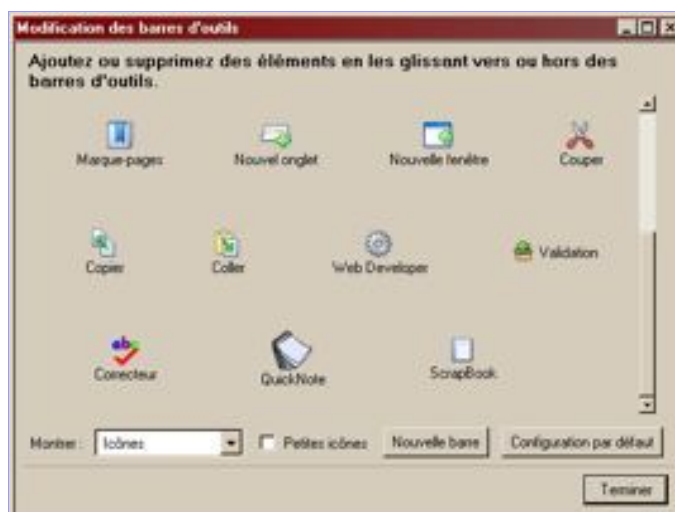 Modification des barres d'outils
Ajoutez ou supprimez des éléments en les glissant vers ou hors des
barres d'outils.
Marque-pages
Nouvel onglet
Nouvelle fenêtre
Couper
Copier
Coller
Web Developer
Validation
abc
Correcteur
QuickNote
ScrapBook
Montrer :
Icônes
Petites icônes
Nouvelle barre
Configuration par défaut
Terminer